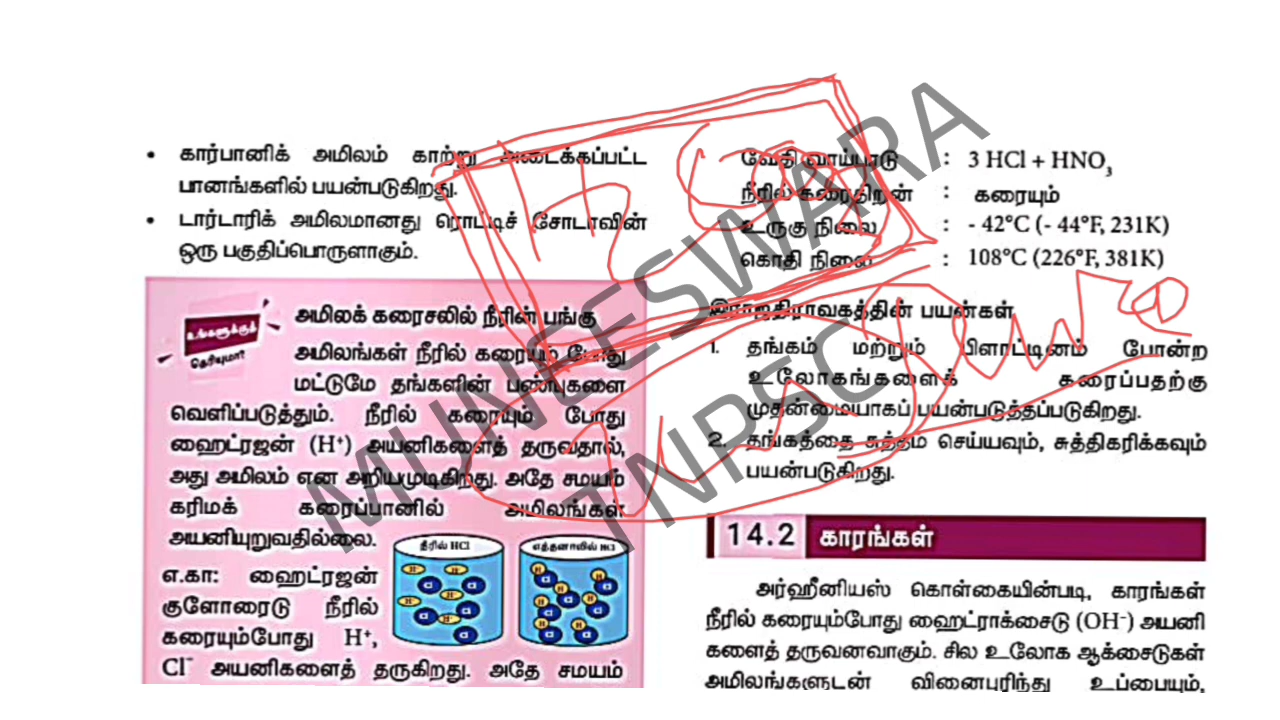 • கார்பானிக் அமிலம் காற்று அடைக்கப்பட்ட
பானங்களில் பயன்படுகிறது.
• டார்டாரிக் அமிலமானது ரொட்டிச் சோடாவின்
ஒரு பகுதிப்பொருளாகும்.
உங்களுக்குத் தெரியுமா?
அமிலக் கரைசலில் நீரின் பங்கு
அமிலங்கள் நீரில் கரையும் போது
மட்டுமே தங்களின் பண்புகளை
வெளிப்படுத்தும். நீரில் கரையும் போது
ஹைட்ரஜன் (H⁺) அயனிகளைத் தருவதால்,
அது அமிலம் என அறியமுடிகிறது. அதே சமயம்
கரிமக் கரைப்பானில் அமிலங்கள்
அயனியுறுவதில்லை.
எ.கா: ஹைட்ரஜன்
குளோரைடு நீரில்
கரையும்போது H⁺,
Cl⁻ அயனிகளைத் தருகிறது. அதே சமயம்
நீரில் HCl
எத்தனாலில் HCl
வேதி வாய்பாடு : 3 HCl + HNO₃
நீரில் கரைதிறன் : கரையும்
உருகு நிலை : - 42°C (- 44°F, 231K)
கொதி நிலை : 108°C (226°F, 381K)
இராஜதிராவகத்தின் பயன்கள்
1. தங்கம் மற்றும் பிளாட்டினம் போன்ற
உலோகங்களைக் கரைப்பதற்கு
முதன்மையாகப் பயன்படுத்தப்படுகிறது.
2. தங்கத்தை சுத்தம் செய்யவும், சுத்திகரிக்கவும்
பயன்படுகிறது.
14.2 காரங்கள்
அர்ஹீனியஸ் கொள்கையின்படி, காரங்கள்
நீரில் கரையும்போது ஹைட்ராக்சைடு (OH⁻) அயனி
களைத் தருவனவாகும். சில உலோக ஆக்சைடுகள்
அமிலங்களுடன் வினைபுரிந்து உப்பையும்,
MUNEESWARA
TNPSC